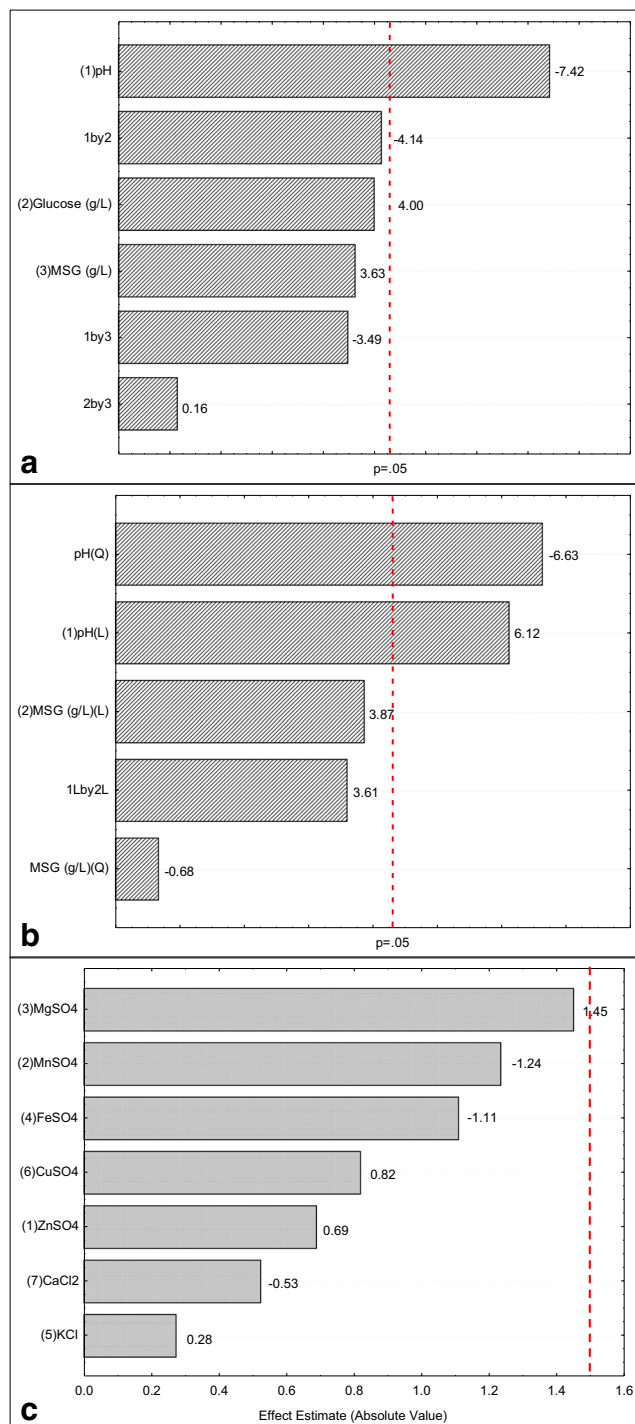 (1)pH
-7.42
1by2
-4.14
(2)Glucose (g/L)
4.00
(3)MSG (g/L)
3.63
1by3
-3.49
2by3
0.16
p=.05
a
pH(Q)
-6.63
(1)pH(L)
6.12
(2)MSG (g/L)(L)
3.87
1Lby2L
3.61
MSG (g/L)(Q)
-0.68
p=.05
b
(3)MgSO4
1.45
(2)MnSO4
-1.24
(4)FeSO4
-1.11
(6)CuSO4
0.82
(1)ZnSO4
0.69
(7)CaCl2
-0.53
(5)KCl
0.28
0.0 0.2 0.4 0.6 0.8 1.0 1.2 1.4 1.6
Effect Estimate (Absolute Value)
c